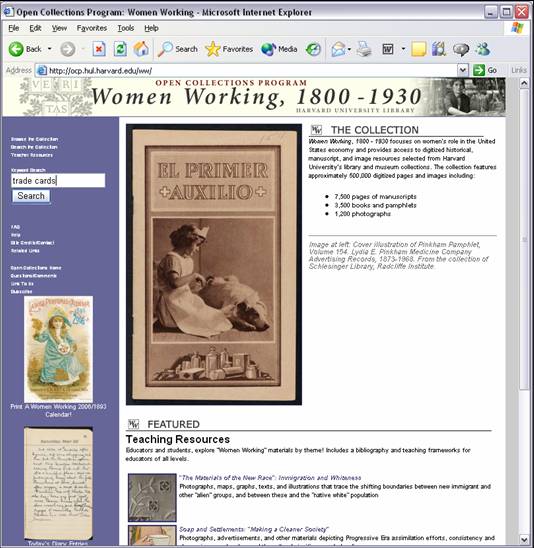 Open Collections Program: Women Working - Microsoft Internet Explorer
File Edit View Favorites Tools Help
Back Search Favorites Media
Address http://ocp.hul.harvard.edu/ww/ Go Links
VE RI
TAS
OPEN COLLECTIONS PROGRAM
Women Working, 1800 - 1930
HARVARD UNIVERSITY LIBRARY
Browse the Collection
Search the Collection
Teacher Resources
Keyword Search
trade cards
Search
FAQ
Help
Site Credits/Contact
Related Links
Open Collections Home
Questions/Comments
Link To Us
Subscribe
Print A Women Working 2006/1893
Calendar!
Today's Diary Entries
EL PRIMER
AUXILIO
THE COLLECTION
Women Working, 1800 - 1930 focuses on women's role in the United
States economy and provides access to digitized historical,
manuscript, and image resources selected from Harvard
University's library and museum collections. The collection features
approximately 500,000 digitized pages and images including:
7,500 pages of manuscripts
3,500 books and pamphlets
1,200 photographs
Image at left: Cover illustration of Pinkham Pamphlet,
Volume 154. Lydia E. Pinkham Medicine Company
Advertising Records, 1873-1968. From the collection of
Schlesinger Library, Radcliffe Institute.
FEATURED
Teaching Resources
Educators and students, explore "Women Working" materials by theme! Includes a bibliography and teaching frameworks for
educators of all levels.
"The Materials of the New Race": Immigration and Whiteness
Photographs, maps, graphs, texts, and illustrations that trace the shifting boundaries between new immigrant and
other "alien" groups, and between these and the "native white" population
Soap and Settlements: "Making a Cleaner Society"
Photographs, advertisements, and other materials depicting Progressive Era assimilation efforts, consistency and